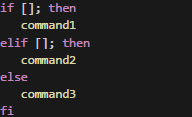 if []; then
   command1
elif []; then
   command2
else
   command3
fi